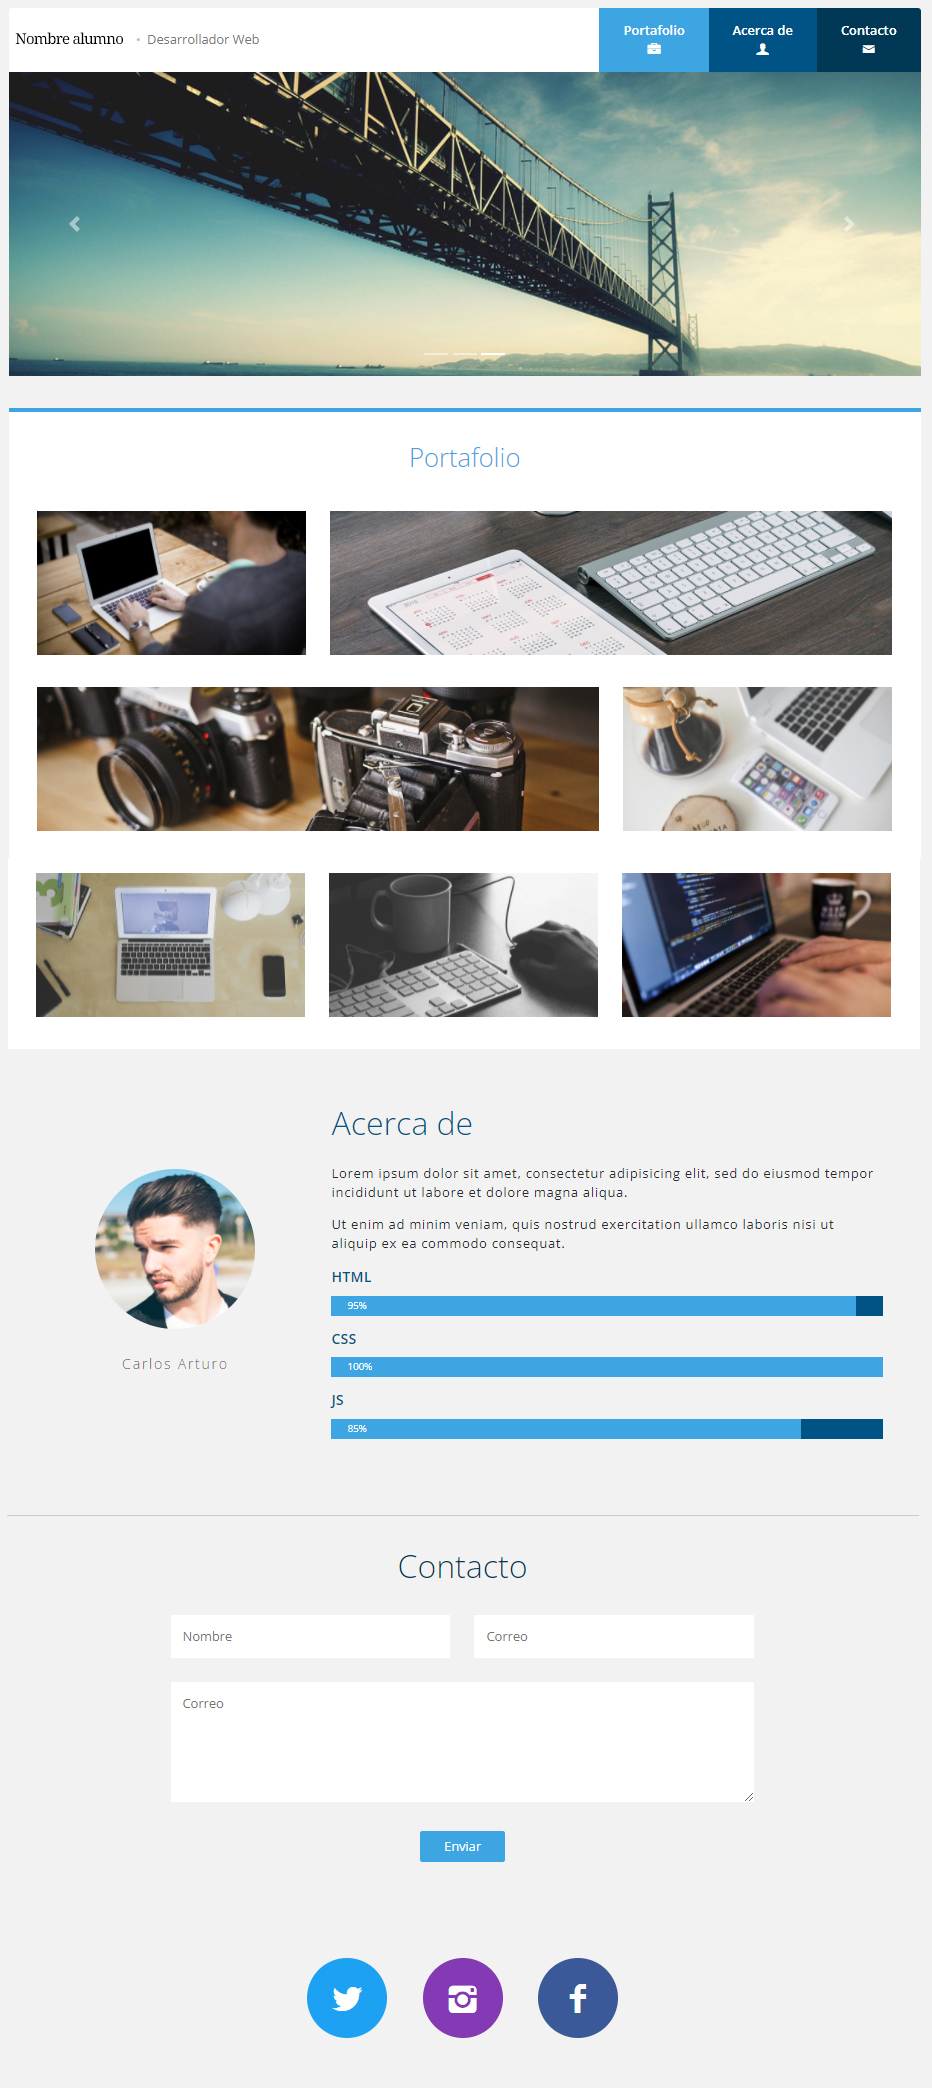 Nombre alumno • Desarrollador Web
Portafolio
Acerca de
Contacto
Portafolio
Acerca de
Lorem ipsum dolor sit amet, consectetur adipisicing elit, sed do eiusmod tempor
incididunt ut labore et dolore magna aliqua.
Ut enim ad minim veniam, quis nostrud exercitation ullamco laboris nisi ut
aliquip ex ea commodo consequat.
HTML
95%
CSS
100%
JS
85%
Carlos Arturo
Contacto
Nombre
Correo
Correo
Enviar